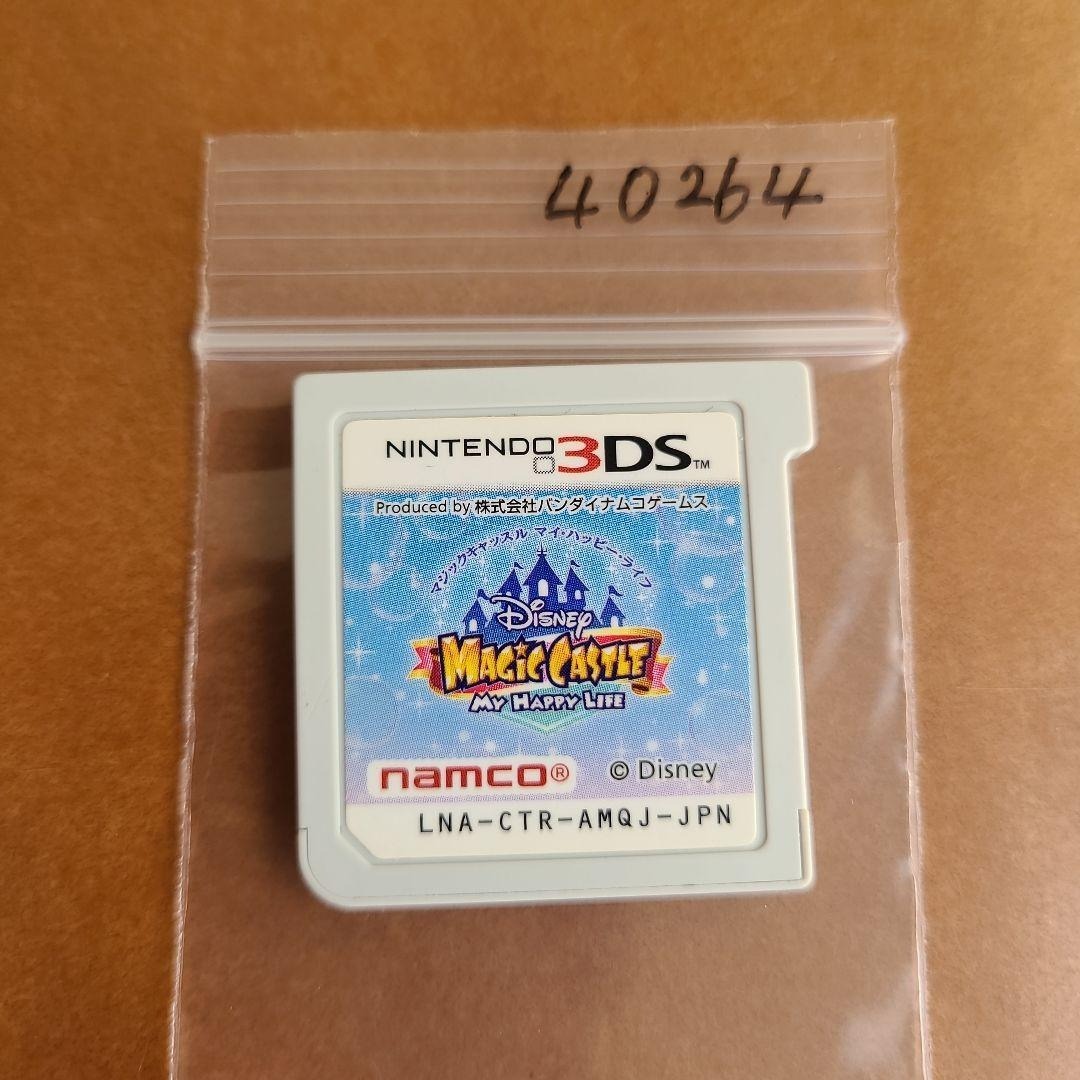 40264
NINTENDO 3DS™
Produced by 株式会社バンダイナムコゲームス
マジックキャッスル マイ・ハッピー・ライフ
Disney
MAGIC CASTLE
MY HAPPY LIFE
namco® © Disney
LNA-CTR-AMQJ-JPN